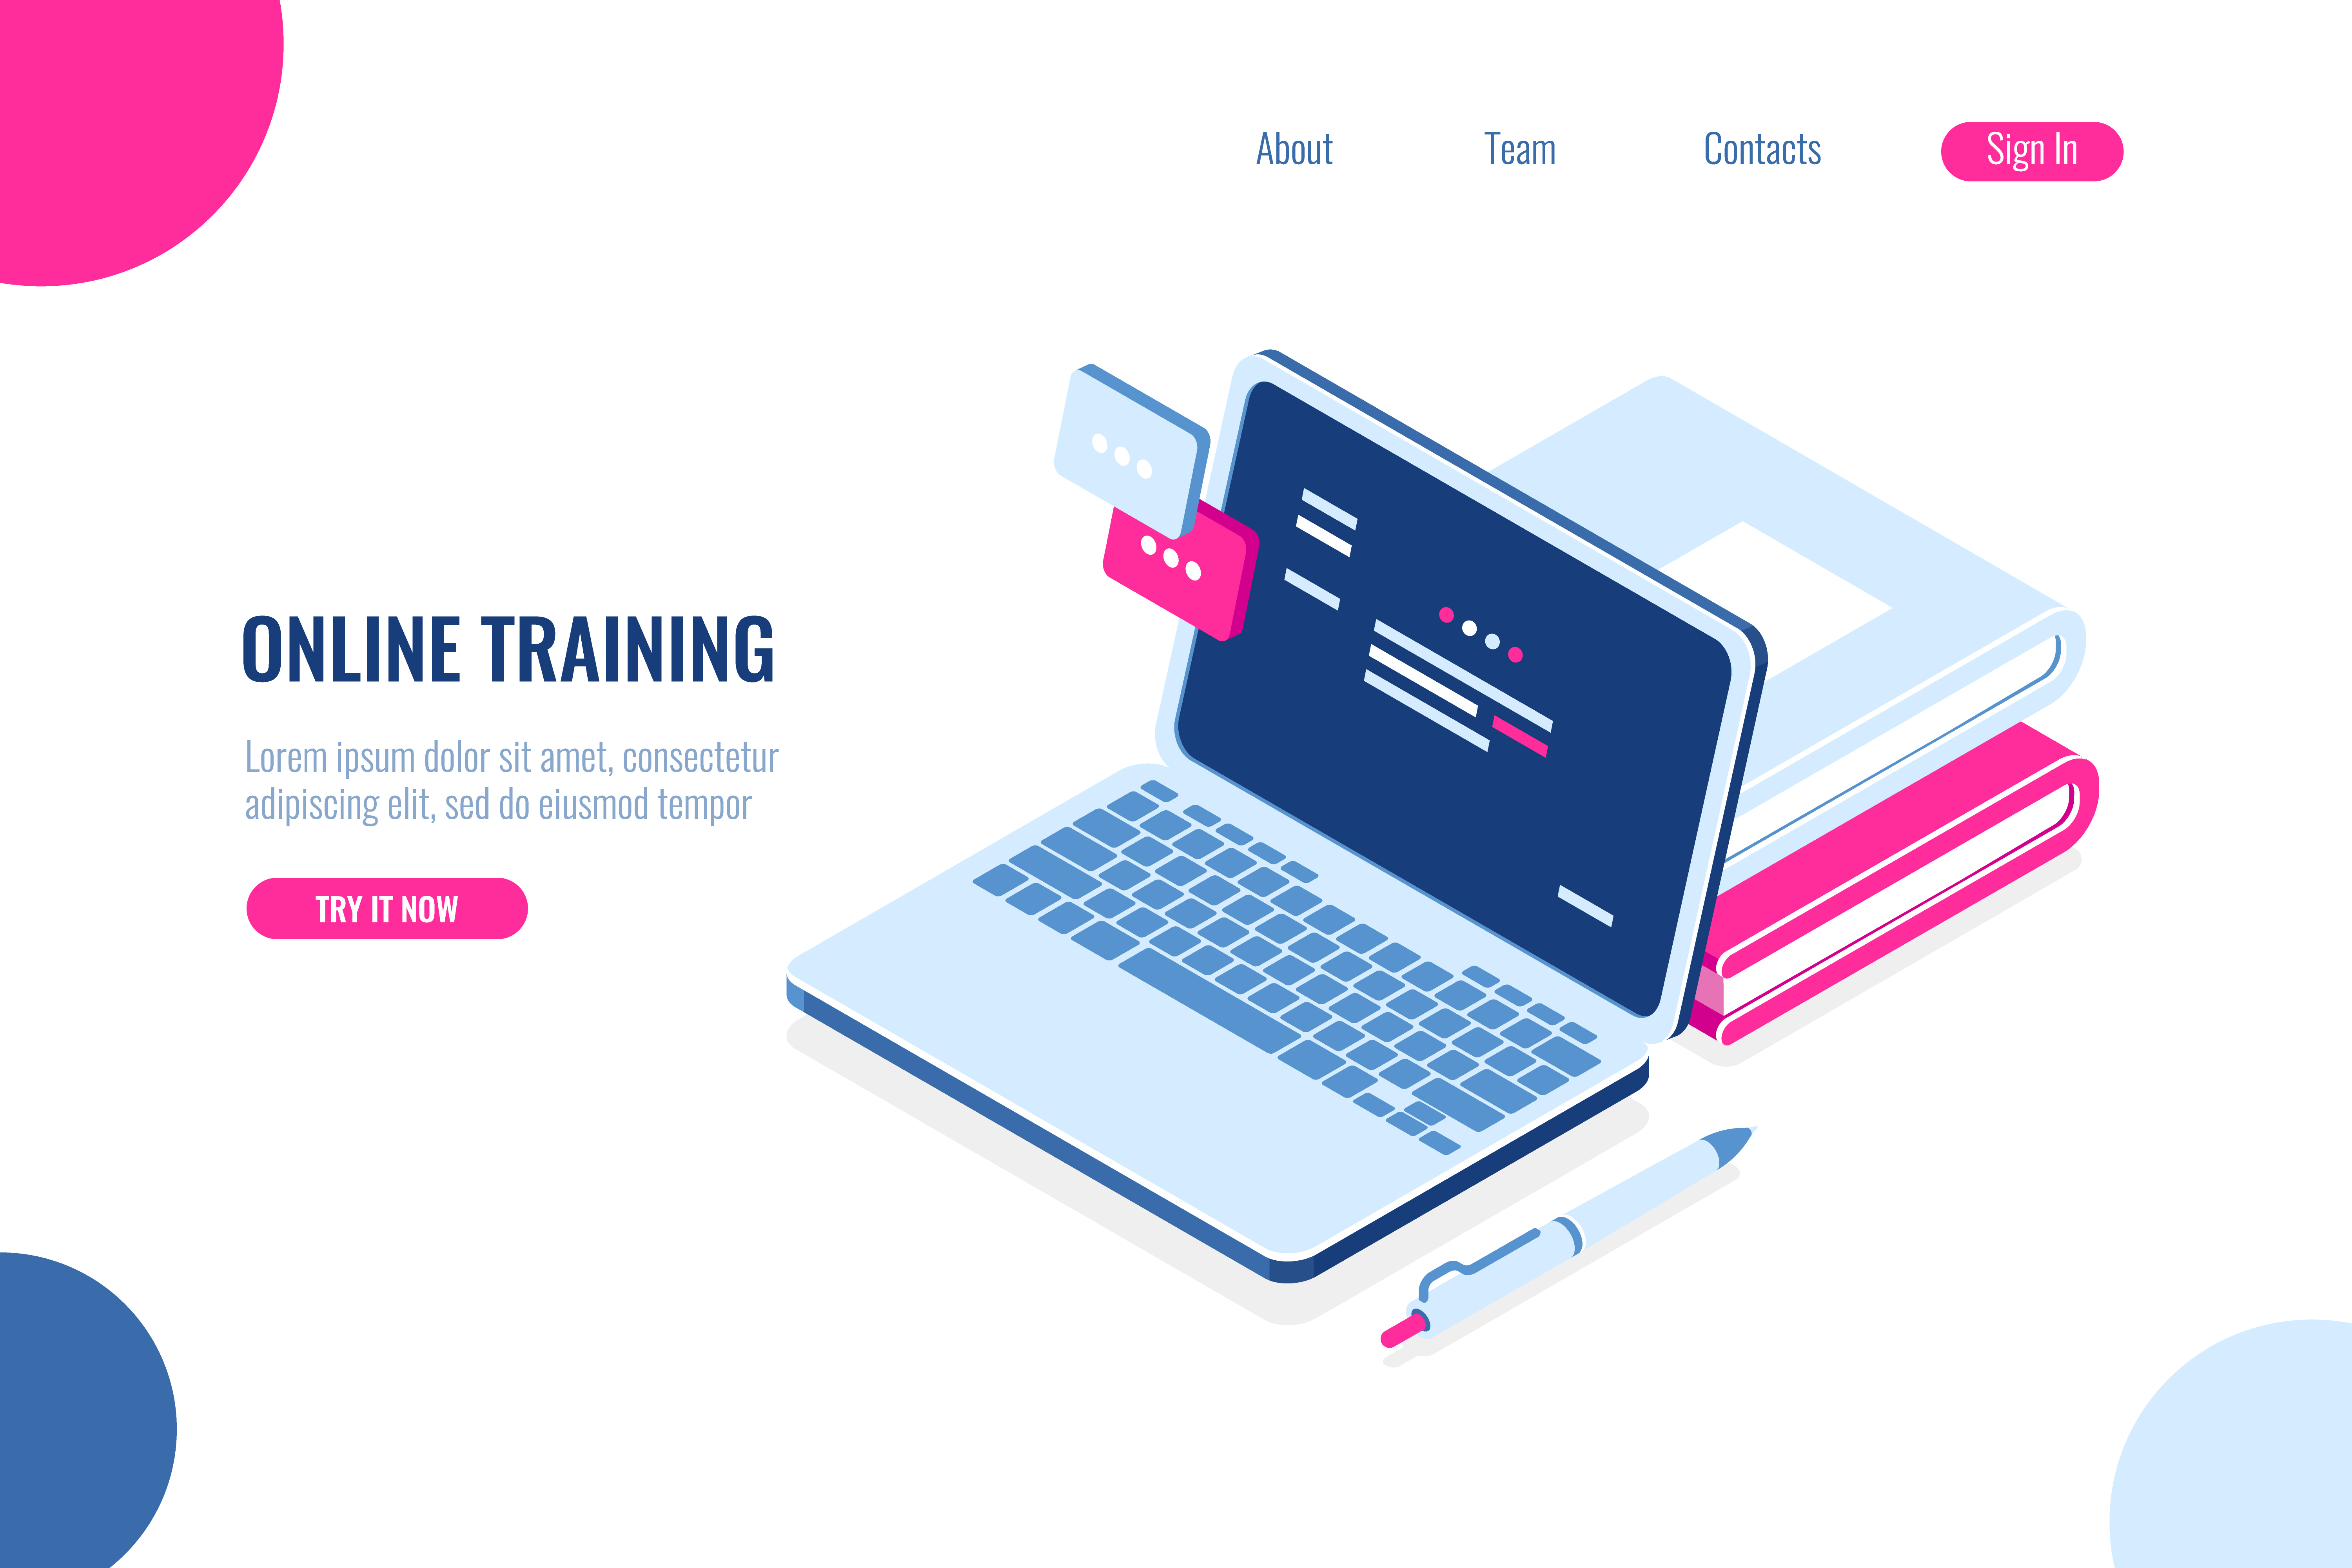 About
Team
Contacts
Sign In
ONLINE TRAINING
Lorem ipsum dolor sit amet, consectetur
adipiscing elit, sed do eiusmod tempor
TRY IT NOW